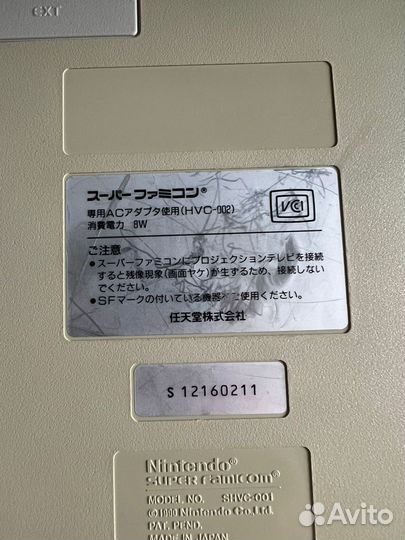 EXT
スーパーファミコン®
専用ACアダプタ使用(HVC-002)
消費電力 8W
VCI
ご注意
●スーパーファミコンにプロジェクションテレビを接続
すると残像現象(画面ヤケ)が生ずるため、接続しない
でください。
●SFマークの付いている機器をご使用ください。
任天堂株式会社
S 12160211
Nintendo®
SUPER FAMICOM®
MODEL NO. SHVC-001
©1990 Nintendo Co.,Ltd.
PAT. PEND.
MADE IN JAPAN
Avito